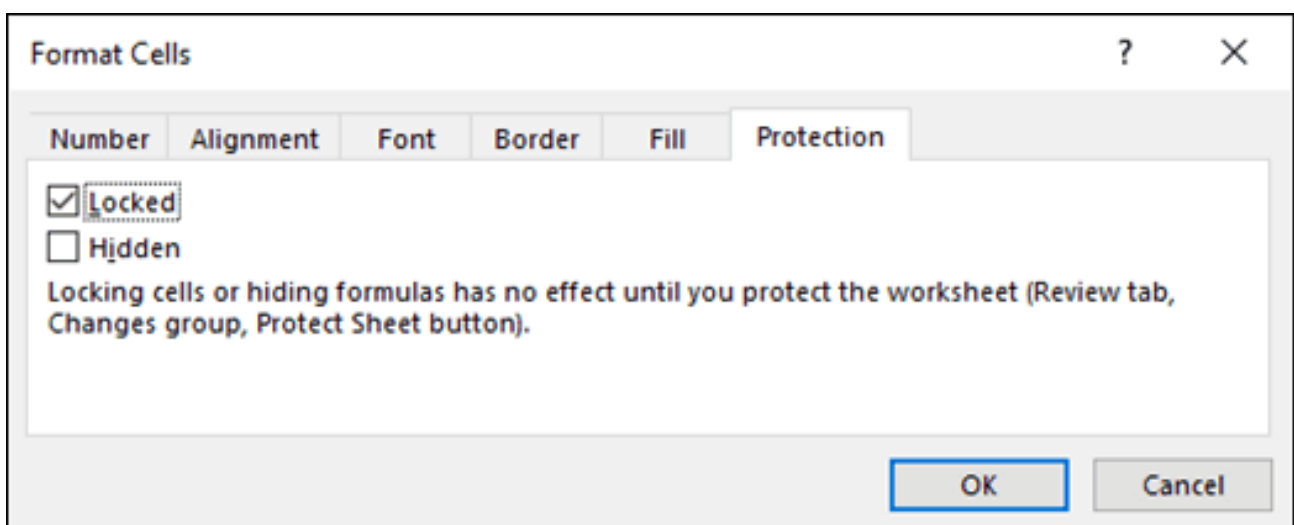 Format Cells ?
Number Alignment Font Border Fill Protection
Locked
Hidden
Locking cells or hiding formulas has no effect until you protect the worksheet (Review tab,
Changes group, Protect Sheet button).
OK Cancel